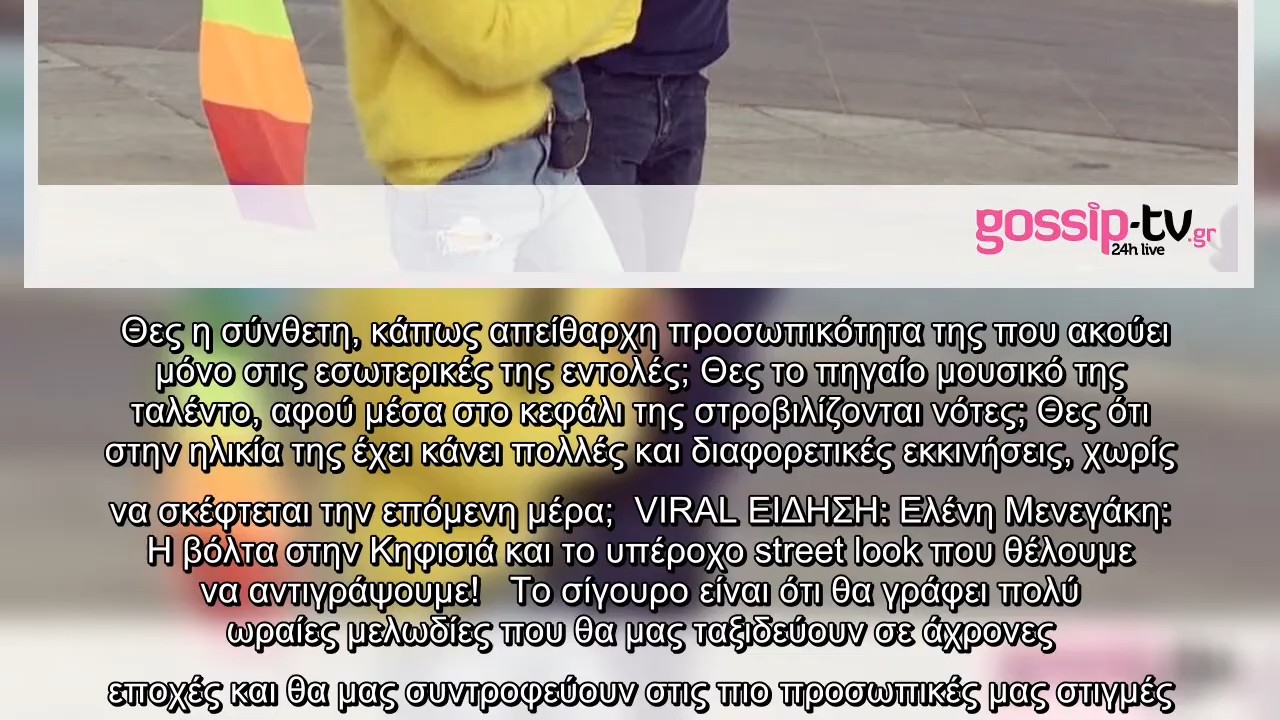 gossip-tv.gr
24h live
Θες η σύνθετη, κάπως απείθαρχη προσωπικότητα της που ακούει
μόνο στις εσωτερικές της εντολές; Θες το πηγαίο μουσικό της
ταλέντο, αφού μέσα στο κεφάλι της στροβιλίζονται νότες; Θες ότι
στην ηλικία της έχει κάνει πολλές και διαφορετικές εκκινήσεις, χωρίς
να σκέφτεται την επόμενη μέρα; VIRAL ΕΙΔΗΣΗ: Ελένη Μενεγάκη:
Η βόλτα στην Κηφισιά και το υπέροχο street look που θέλουμε
να αντιγράψουμε! Το σίγουρο είναι ότι θα γράφει πολύ
ωραίες μελωδίες που θα μας ταξιδεύουν σε άχρονες
εποχές και θα μας συντροφεύουν στις πιο προσωπικές μας στιγμές